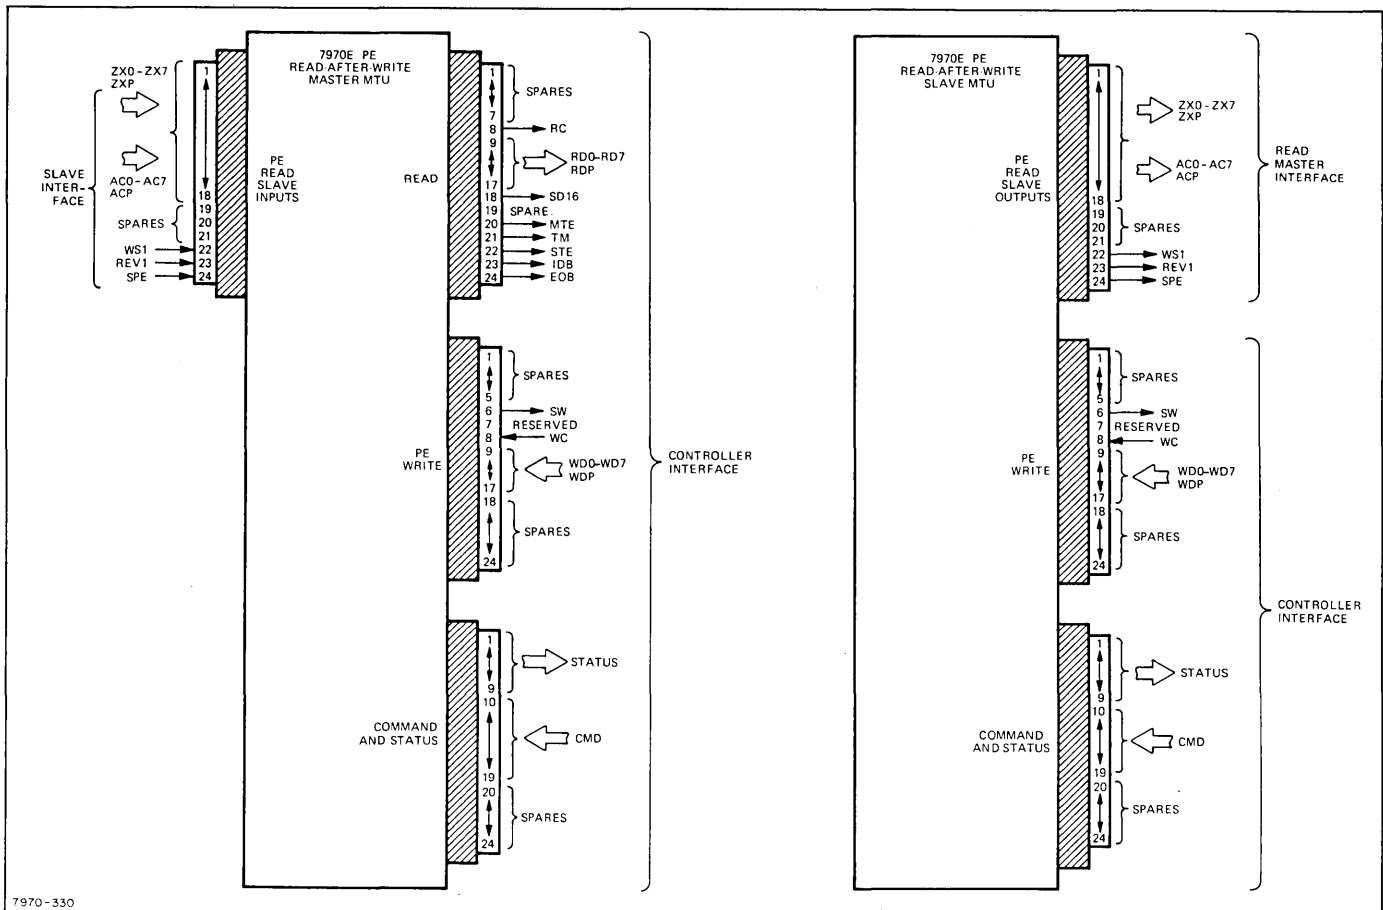 7970E PE
READ-AFTER-WRITE
MASTER MTU
ZX0-ZX7
ZXP
AC0-AC7
ACP
SLAVE
INTER-
FACE
SPARES
WS1
REV1
SPE
1
18
19
20
21
22
23
24
PE
READ
SLAVE
INPUTS
READ
1
7
8
9
17
18
19
20
21
22
23
24
SPARES
RC
RD0-RD7
RDP
SD16
SPARE.
MTE
TM
STE
IDB
EOB
PE
WRITE
1
5
6
7
8
9
17
18
24
SPARES
SW
RESERVED
WC
WD0-WD7
WDP
SPARES
COMMAND
AND STATUS
1
9
10
19
20
24
STATUS
CMD
SPARES
CONTROLLER
INTERFACE
7970E PE
READ-AFTER-WRITE
SLAVE MTU
PE
READ
SLAVE
OUTPUTS
1
18
19
20
21
22
23
24
ZX0-ZX7
ZXP
AC0-AC7
ACP
SPARES
WS1
REV1
SPE
READ
MASTER
INTERFACE
PE
WRITE
1
5
6
7
8
9
17
18
24
SPARES
SW
RESERVED
WC
WD0-WD7
WDP
SPARES
COMMAND
AND STATUS
1
9
10
19
20
24
STATUS
CMD
SPARES
CONTROLLER
INTERFACE
7970-330